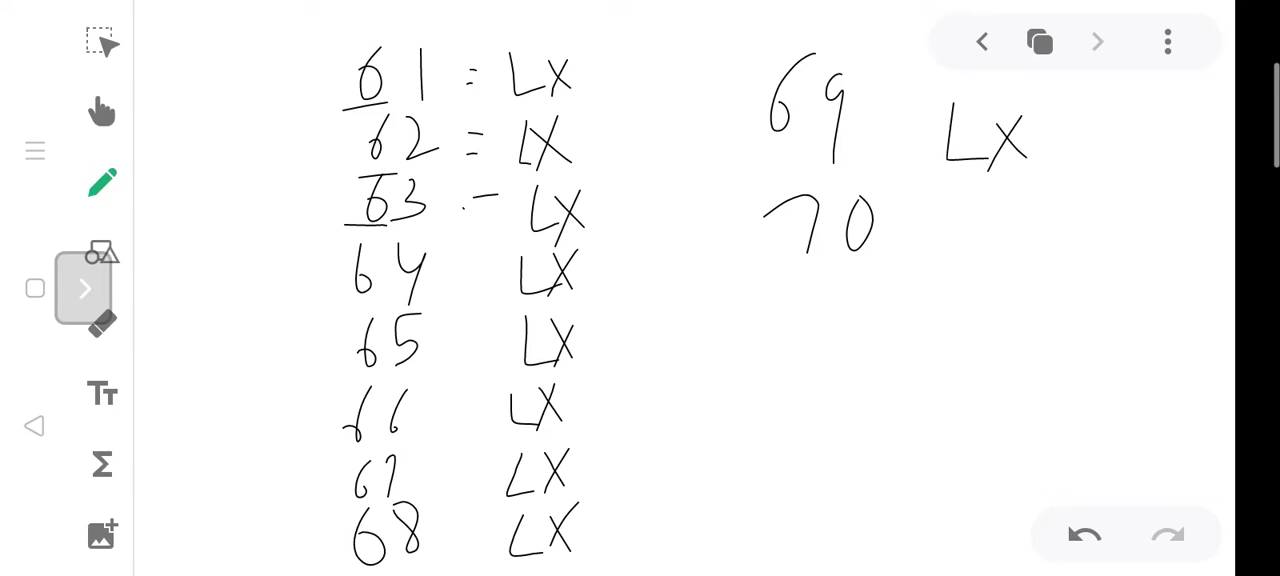 61 = LX
62 = LX
63 = LX
64 LX
65 LX
66 LX
67 LX
68 LX
69 LX
70
Tт
Σ